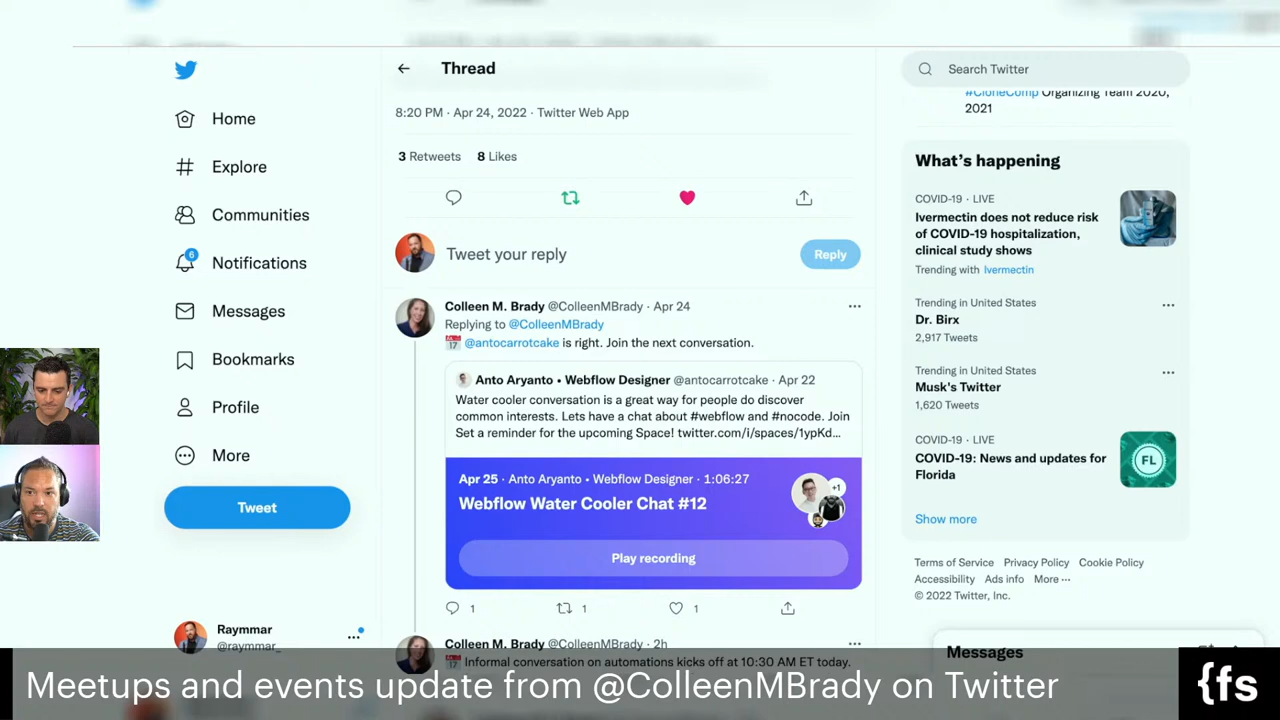 Thread
Search Twitter
#CloneComp Organizing Team 2020,
2021
8:20 PM · Apr 24, 2022 · Twitter Web App
3 Retweets 8 Likes
Home
Explore
Communities
6
Notifications
Messages
Bookmarks
Profile
More
Tweet
Raymmar
@raymmar_
Tweet your reply
Reply
Colleen M. Brady @ColleenMBrady · Apr 24
Replying to @ColleenMBrady
17 @antocarrotcake is right. Join the next conversation.
Anto Aryanto • Webflow Designer @antocarrotcake · Apr 22
Water cooler conversation is a great way for people do discover
common interests. Lets have a chat about #webflow and #nocode. Join
Set a reminder for the upcoming Space! twitter.com/i/spaces/1ypKd...
Apr 25 · Anto Aryanto • Webflow Designer · 1:06:27
+1
Webflow Water Cooler Chat #12
Play recording
1 1 1
Colleen M. Brady @ColleenMBrady · 2h
17 Informal conversation on automations kicks off at 10:30 AM ET today.
What's happening
COVID-19 · LIVE
Ivermectin does not reduce risk
of COVID-19 hospitalization,
clinical study shows
Trending with Ivermectin
Trending in United States
Dr. Birx
2,917 Tweets
Trending in United States
Musk's Twitter
1,620 Tweets
COVID-19 · LIVE
COVID-19: News and updates for
Florida
FL
Show more
Terms of Service Privacy Policy Cookie Policy
Accessibility Ads info More ···
© 2022 Twitter, Inc.
Messages
Meetups and events update from @ColleenMBrady on Twitter
{fs